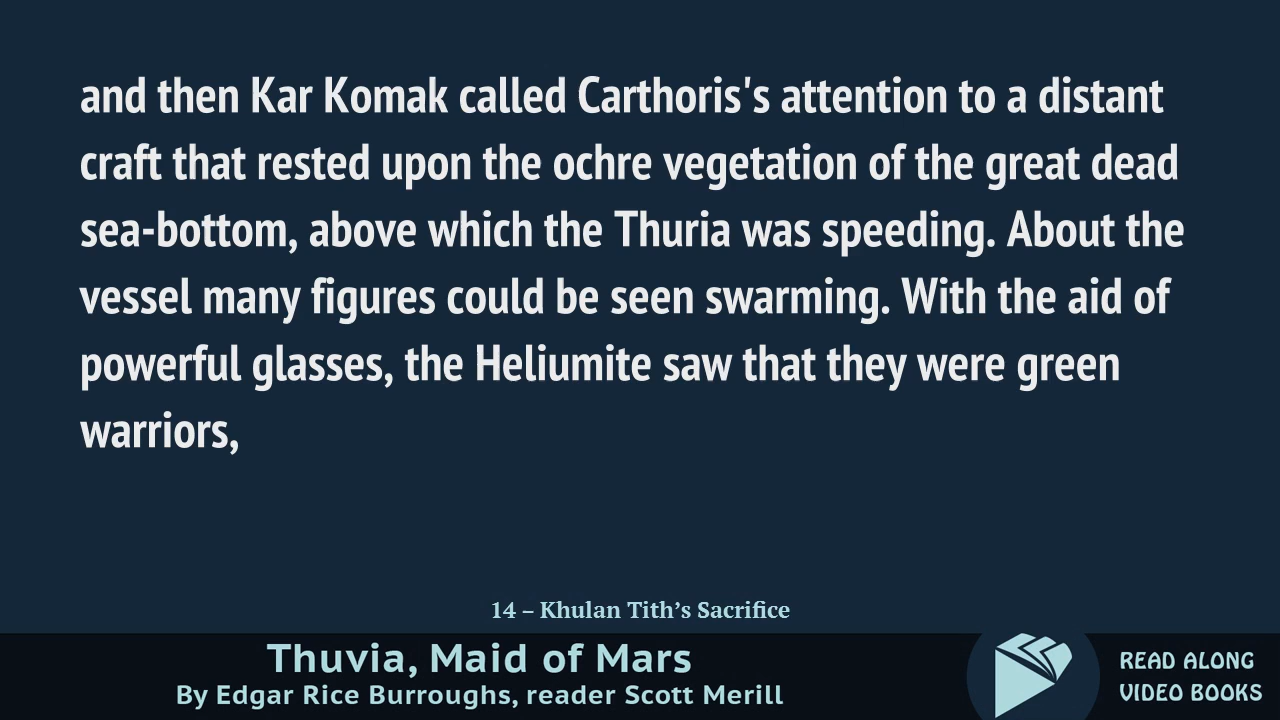 and then Kar Komak called Carthoris's attention to a distant
craft that rested upon the ochre vegetation of the great dead
sea-bottom, above which the Thuria was speeding. About the
vessel many figures could be seen swarming. With the aid of
powerful glasses, the Heliumite saw that they were green
warriors,
14 – Khulan Tith’s Sacrifice
Thuvia, Maid of Mars
By Edgar Rice Burroughs, reader Scott Merill
READ ALONG
VIDEO BOOKS